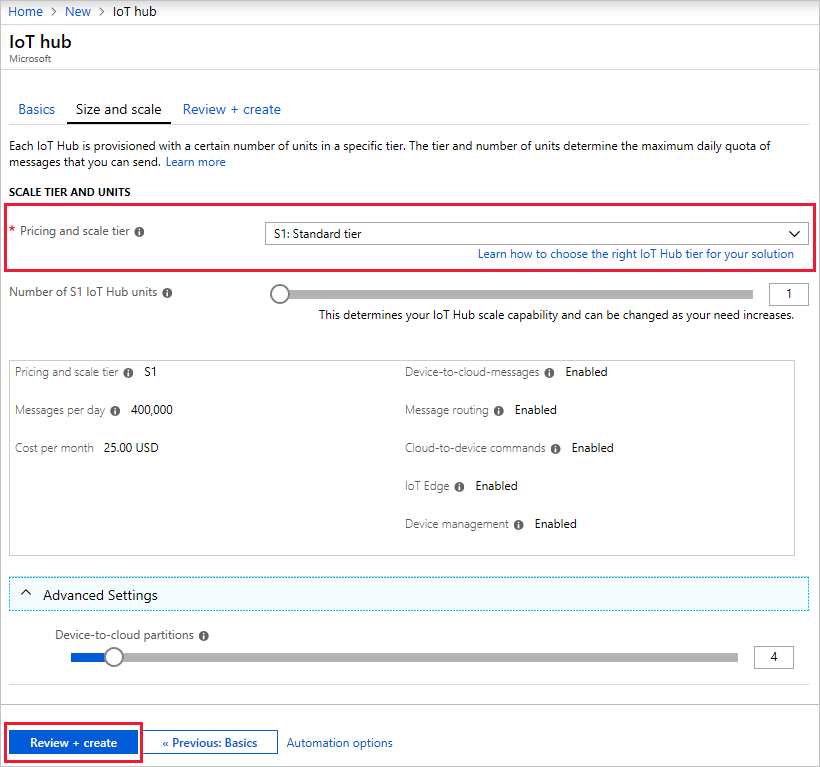 Home > New > IoT hub
IoT hub
Microsoft
Basics Size and scale Review + create
Each IoT Hub is provisioned with a certain number of units in a specific tier. The tier and number of units determine the maximum daily quota of
messages that you can send. Learn more
SCALE TIER AND UNITS
* Pricing and scale tier S1: Standard tier
Learn how to choose the right IoT Hub tier for your solution
Number of S1 IoT Hub units 1
This determines your IoT Hub scale capability and can be changed as your need increases.
Pricing and scale tier S1
Messages per day 400,000
Cost per month 25.00 USD
Device-to-cloud-messages Enabled
Message routing Enabled
Cloud-to-device commands Enabled
IoT Edge Enabled
Device management Enabled
Advanced Settings
Device-to-cloud partitions
4
Review + create « Previous: Basics Automation options